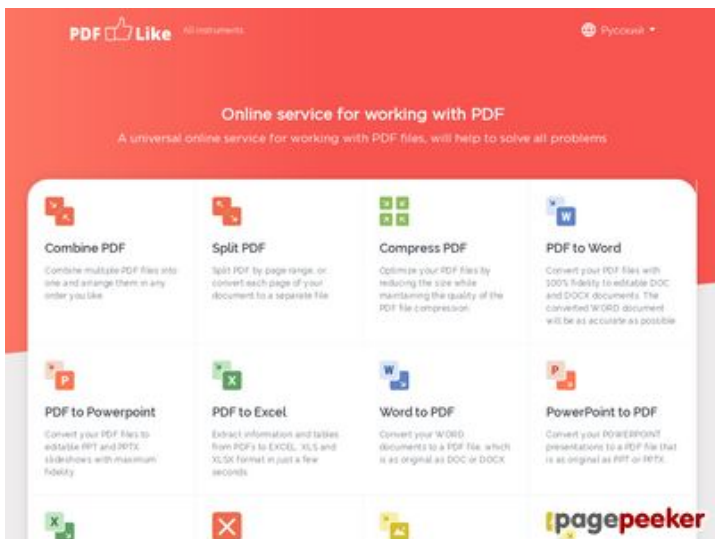 PDF Like All instruments Русский
Online service for working with PDF
A universal online service for working with PDF files, will help to solve all problems
Combine PDF
Combine multiple PDF files into
one and arrange them in any
order you like
Split PDF
Split PDF by page range, or
convert each page of your
document to a separate file
Compress PDF
Optimize your PDF files by
reducing the size while
maintaining the quality of the
PDF file compression
W
PDF to Word
Convert your PDF files with
100% fidelity to editable DOC
and DOCX documents. The
converted WORD document
will be as accurate as possible
P
PDF to Powerpoint
Convert your PDF files to
editable PPT and PPTX
slideshows with maximum
fidelity
X
PDF to Excel
Extract information and tables
from PDFs to EXCEL, XLS and
XLSX format in just a few
seconds
W
Word to PDF
Convert your WORD
documents to a PDF file, which
is as original as DOC or DOCX
P
PowerPoint to PDF
Convert your POWERPOINT
presentations to a PDF file that
is as original as PPT or PPTX
X
pagepeeker